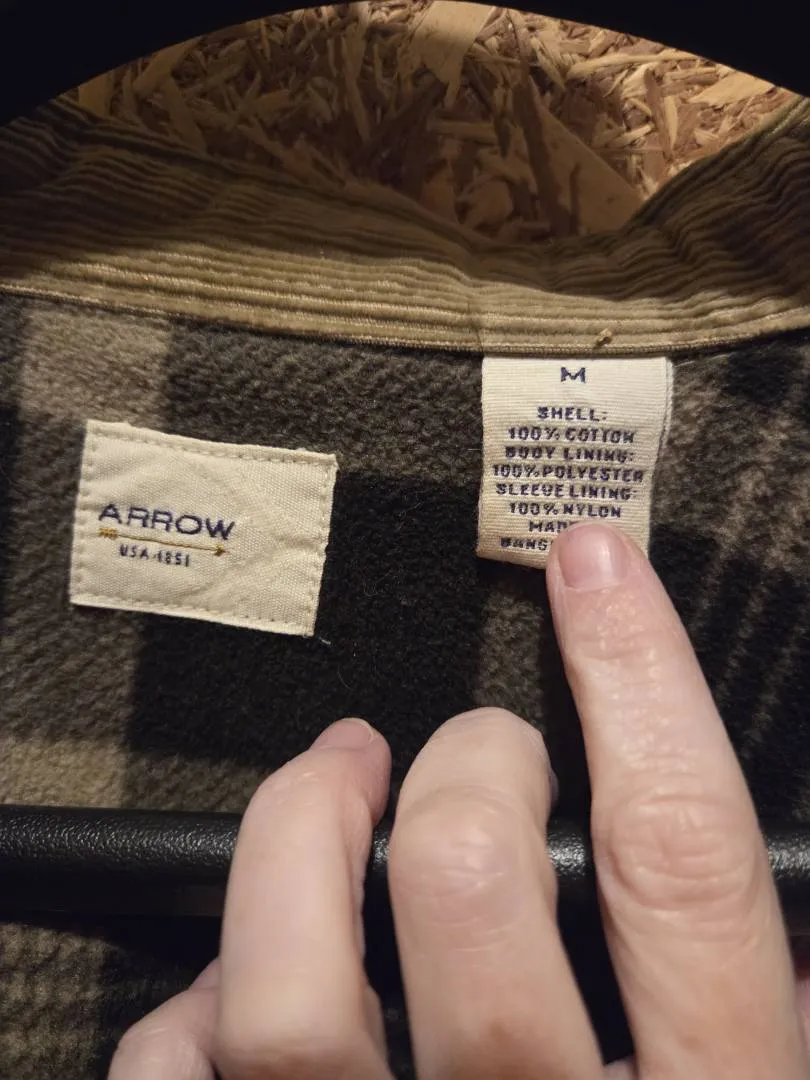 ARROW
USA 1851
M
SHELL:
100% COTTON
BODY LINING:
100% POLYESTER
SLEEVE LINING:
100% NYLON